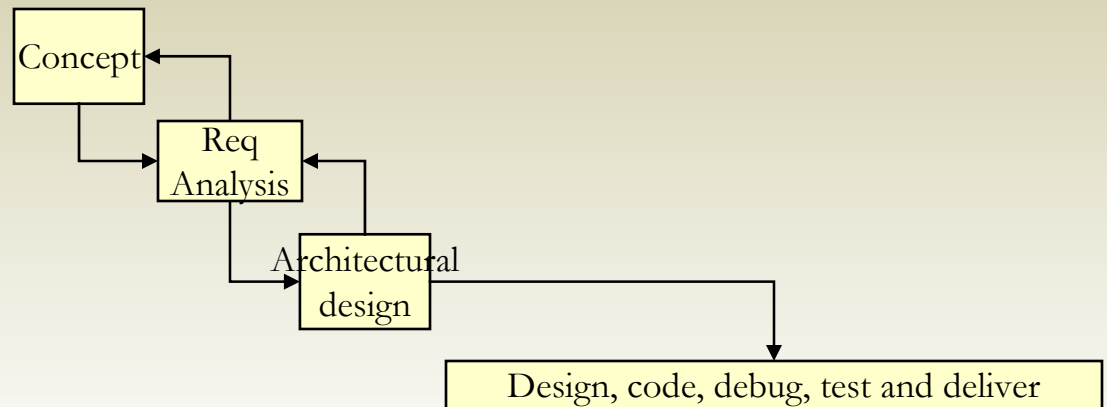 Concept
Req
Analysis
Architectural
design
Design, code, debug, test and deliver